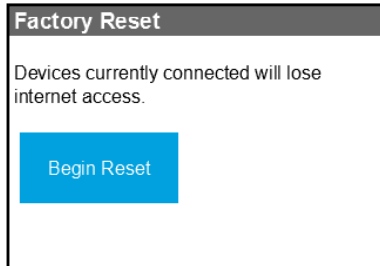 Factory Reset
Devices currently connected will lose
internet access.
Begin Reset